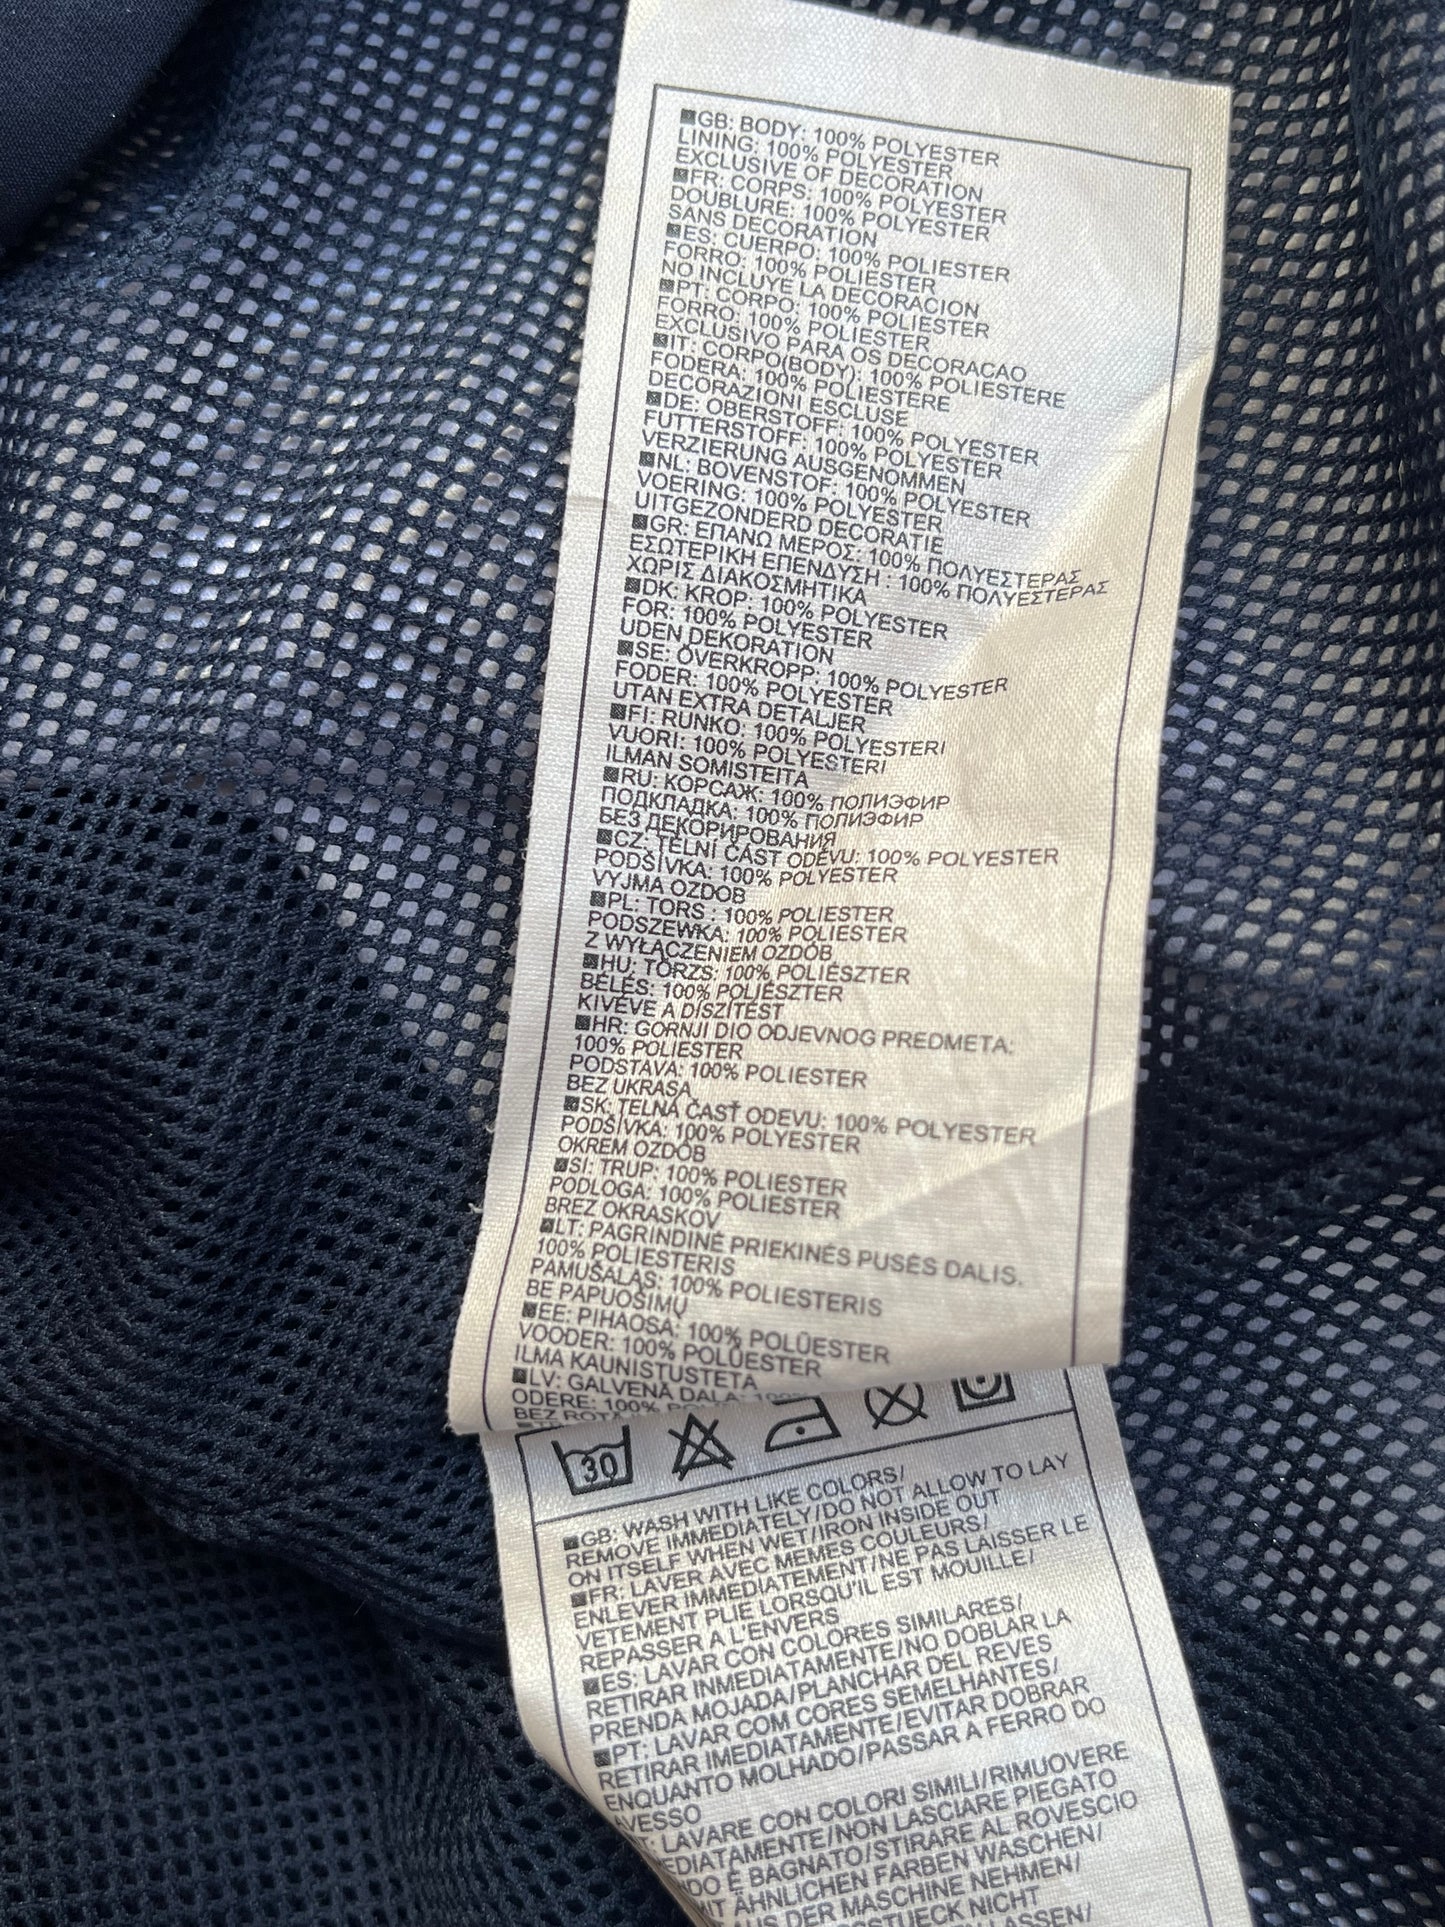 GB: BODY: 100% POLYESTER
LINING: 100% POLYESTER
EXCLUSIVE OF DECORATION
FR: CORPS: 100% POLYESTER
DOUBLURE: 100% POLYESTER
SANS DECORATION
ES: CUERPO: 100% POLIESTER
FORRO: 100% POLIESTER
NO INCLUYE LA DECORACION
PT: CORPO: 100% POLIESTER
FORRO: 100% POLIESTER
EXCLUSIVO PARA OS DECORACAO
IT: CORPO(BODY): 100% POLIESTERE
FODERA: 100% POLIESTERE
DECORAZIONI ESCLUSE
DE: OBERSTOFF: 100% POLYESTER
FUTTERSTOFF: 100% POLYESTER
VERZIERUNG AUSGENOMMEN
NL: BOVENSTOF: 100% POLYESTER
VOERING: 100% POLYESTER
UITGEZONDERD DECORATIE
GR: ΕΠΑΝΩ ΜΕΡΟΣ: 100% ΠΟΛΥΕΣΤΕΡΑΣ
ΕΣΩΤΕΡΙΚΗ ΕΠΕΝΔΥΣΗ : 100% ΠΟΛΥΕΣΤΕΡΑΣ
ΧΩΡΙΣ ΔΙΑΚΟΣΜΗΤΙΚΑ
DK: KROP: 100% POLYESTER
FOR: 100% POLYESTER
UDEN DEKORATION
SE: ÖVERKROPP: 100% POLYESTER
FODER: 100% POLYESTER
UTAN EXTRA DETALJER
FI: RUNKO: 100% POLYESTERI
VUORI: 100% POLYESTERI
ILMAN SOMISTEITA
RU: КОРСАЖ: 100% ПОЛИЭФИР
ПОДКЛАДКА: 100% ПОЛИЭФИР
БЕЗ ДЕКОРИРОВАНИЯ
CZ: TĚLNÍ ČÁST ODĚVU: 100% POLYESTER
PODŠÍVKA: 100% POLYESTER
VYJMA OZDOB
PL: TORS : 100% POLIESTER
PODSZEWKA: 100% POLIESTER
Z WYŁĄCZENIEM OZDÓB
HU: TÖRZS: 100% POLIÉSZTER
BÉLÉS: 100% POLIÉSZTER
KIVÉVE A DÍSZÍTÉST
HR: GORNJI DIO ODJEVNOG PREDMETA:
100% POLIESTER
PODSTAVA: 100% POLIESTER
BEZ UKRASA
SK: TELNÁ ČASŤ ODEVU: 100% POLYESTER
PODŠÍVKA: 100% POLYESTER
OKREM OZDÔB
SI: TRUP: 100% POLIESTER
PODLOGA: 100% POLIESTER
BREZ OKRASKOV
LT: PAGRINDINĖ PRIEKINĖS PUSĖS DALIS.
100% POLIESTERIS
PAMUŠALAS: 100% POLIESTERIS
BE PAPUOŠIMŲ
EE: PIHAOSA: 100% POLÜESTER
VOODER: 100% POLÜESTER
ILMA KAUNISTUSTETA
LV: GALVENĀ DAĻA: 100%
ODERE: 100%
BEZ
30
GB: WASH WITH LIKE COLORS/
REMOVE IMMEDIATELY/DO NOT ALLOW TO LAY
ON ITSELF WHEN WET/IRON INSIDE OUT
FR: LAVER AVEC MEMES COULEURS/
ENLEVER IMMEDIATEMENT/NE PAS LAISSER LE
VETEMENT PLIE LORSQU'IL EST MOUILLE/
REPASSER A L'ENVERS
ES: LAVAR CON COLORES SIMILARES/
RETIRAR INMEDIATAMENTE/NO DOBLAR LA
PRENDA MOJADA/PLANCHAR DEL REVES
PT: LAVAR COM CORES SEMELHANTES/
RETIRAR IMEDIATAMENTE/EVITAR DOBRAR
ENQUANTO MOLHADO/PASSAR A FERRO DO
AVESSO
LAVARE CON COLORI SIMILI/RIMUOVERE
EDIATAMENTE/NON LASCIARE PIEGATO
DO É BAGNATO/STIRARE AL ROVESCIO
ÄHNLICHEN FARBEN WASCHEN/
AUS DER MASCHINE NEHMEN/
NICHT